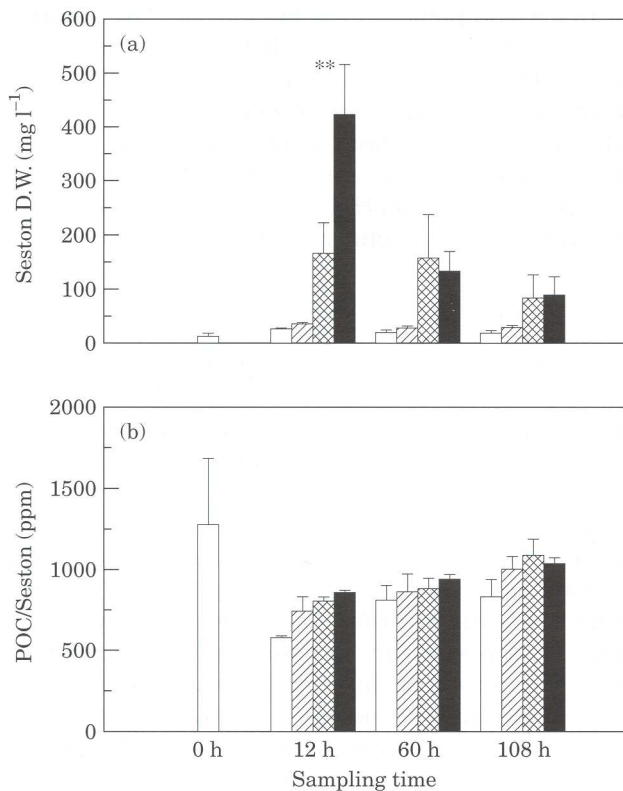 600
(a)
500
**
400
300
200
100
0
Seston D.W. (mg l⁻¹)
2000
(b)
1500
1000
500
0
POC/Seston (ppm)
0 h 12 h 60 h 108 h
Sampling time